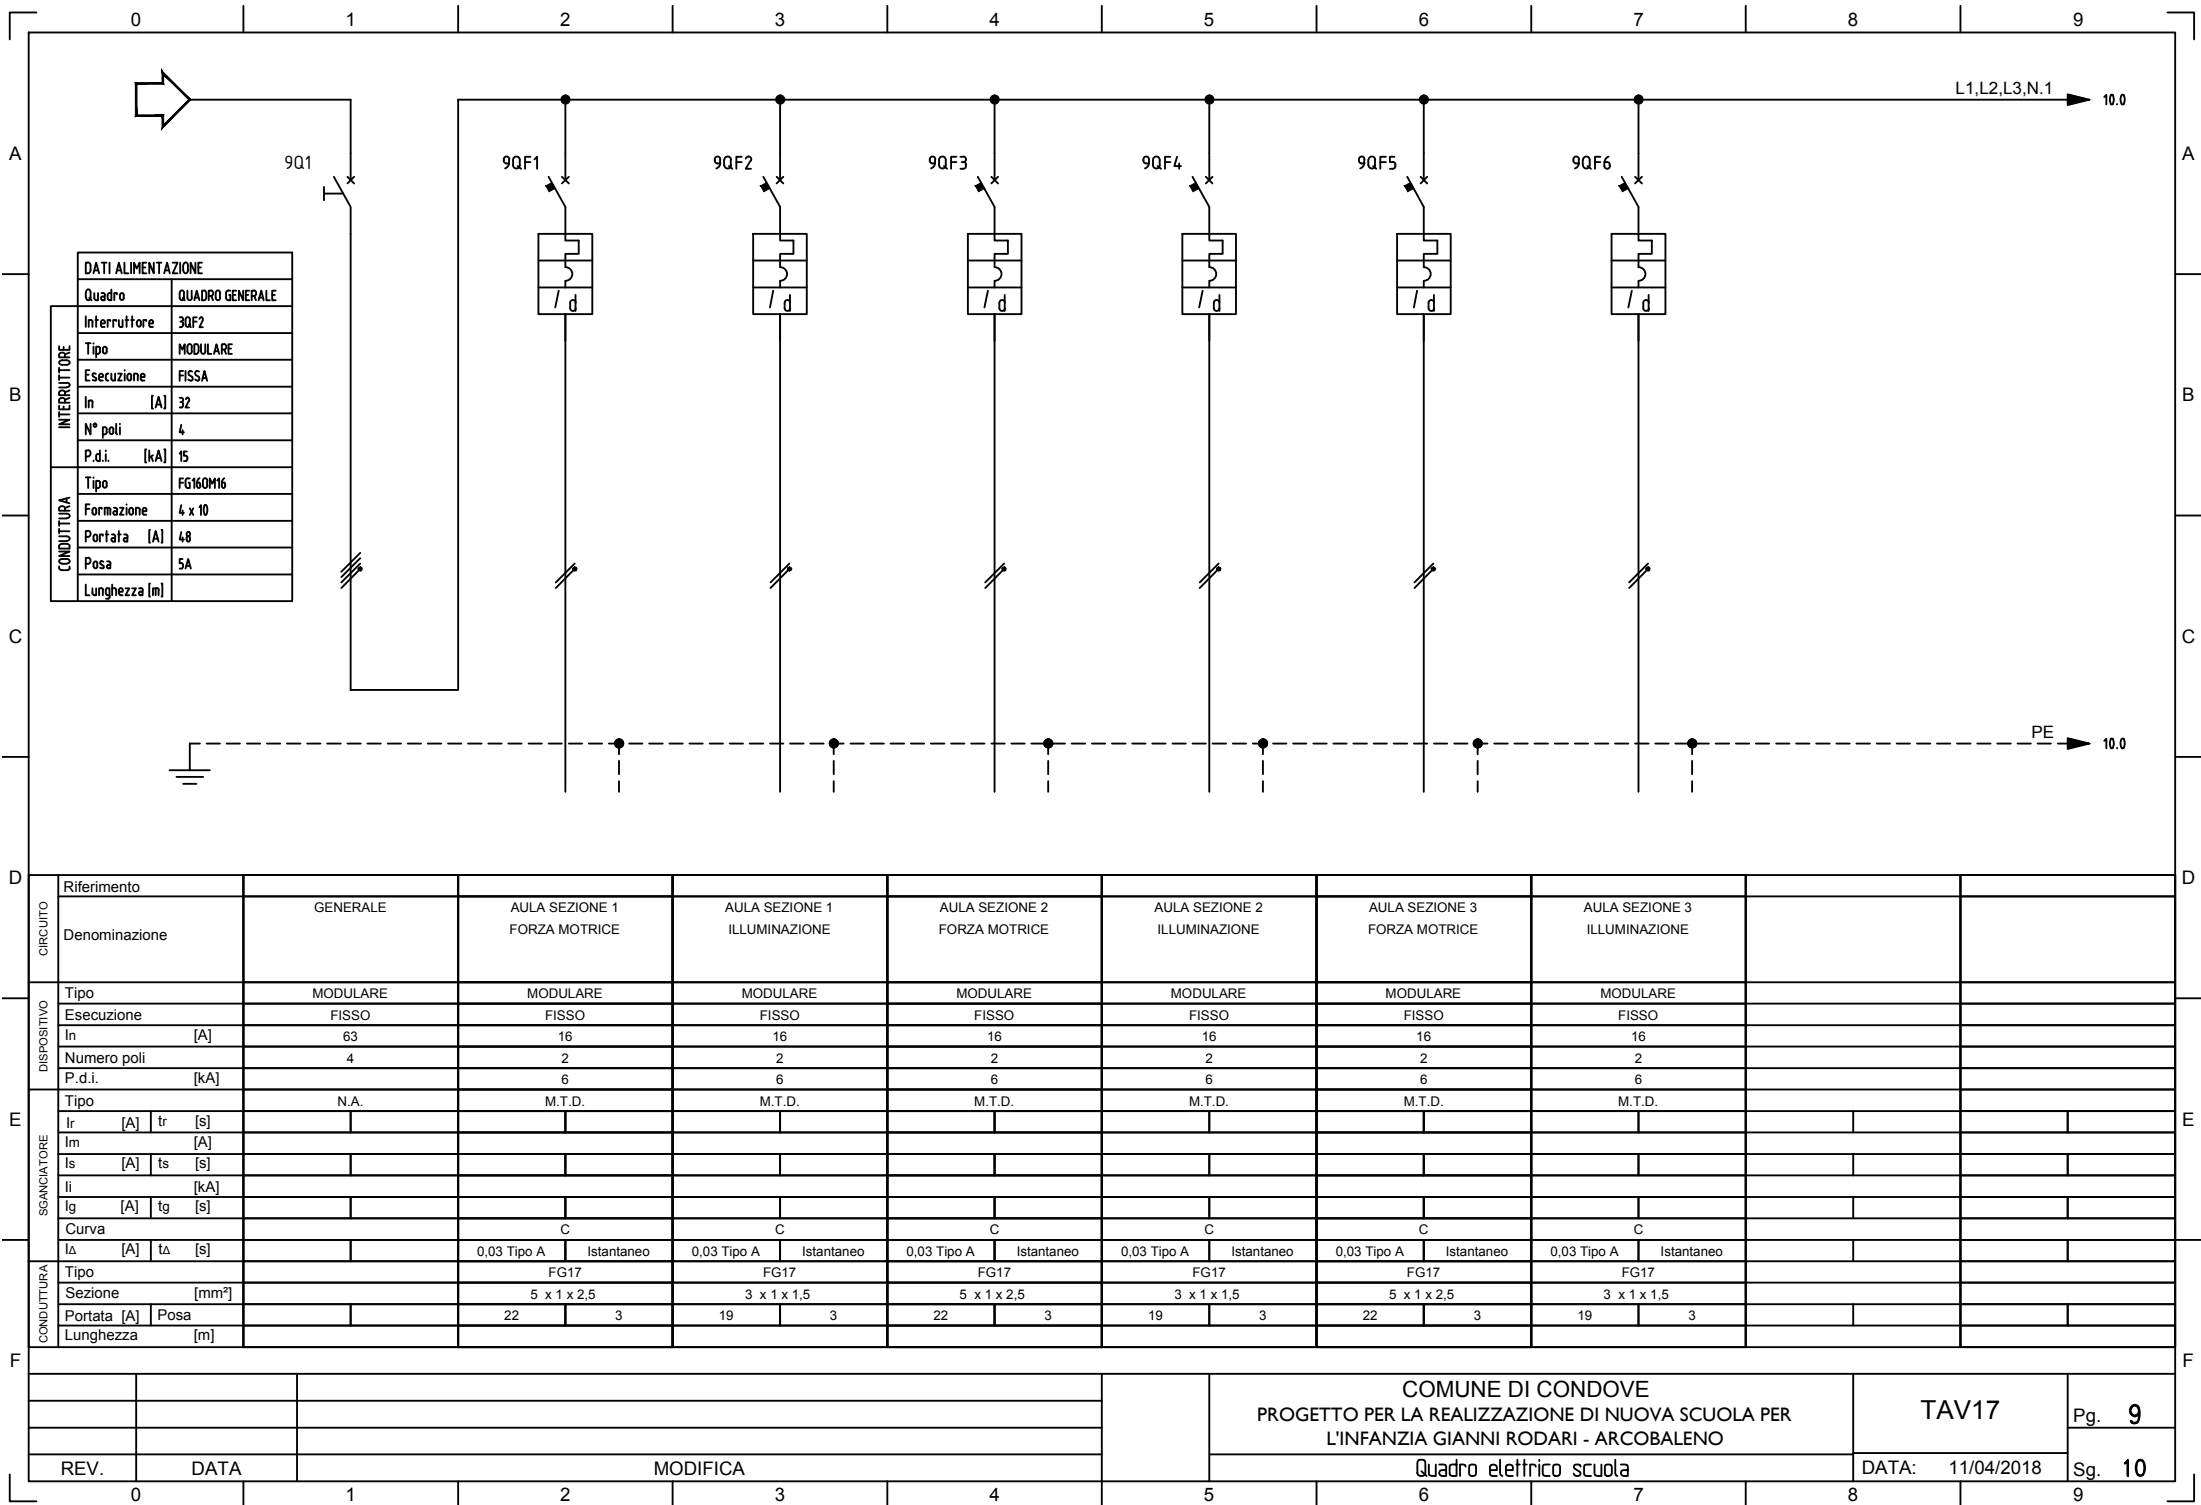 0 1 2 3 4 5 6 7 8 9
L1,L2,L3,N.1 10.0
A A
9Q1 9QF1 9QF2 9QF3 9QF4 9QF5 9QF6
d d d d d d
DATI ALIMENTAZIONE
Quadro QUADRO GENERALE
INTERRUTTORE
Interruttore 3QF2
Tipo MODULARE
Esecuzione FISSA
In [A] 32
N° poli 4
P.d.i. [kA] 15
CONDUTTURA
Tipo FG16OM16
Formazione 4 x 10
Portata [A] 48
Posa 5A
Lunghezza [m]
B B
C C
PE 10.0
D D
CIRCUITO
Riferimento
Denominazione GENERALE AULA SEZIONE 1 AULA SEZIONE 1 AULA SEZIONE 2 AULA SEZIONE 2 AULA SEZIONE 3 AULA SEZIONE 3
FORZA MOTRICE ILLUMINAZIONE FORZA MOTRICE ILLUMINAZIONE FORZA MOTRICE ILLUMINAZIONE
DISPOSITIVO
Tipo MODULARE MODULARE MODULARE MODULARE MODULARE MODULARE MODULARE
Esecuzione FISSO FISSO FISSO FISSO FISSO FISSO FISSO
In [A] 63 16 16 16 16 16 16
Numero poli 4 2 2 2 2 2 2
P.d.i. [kA] 6 6 6 6 6 6
E E
SGANCIATORE
Tipo N.A. M.T.D. M.T.D. M.T.D. M.T.D. M.T.D. M.T.D.
Ir [A] tr [s]
Im [A]
Is [A] ts [s]
Ii [kA]
Ig [A] tg [s]
Curva C C C C C C
I∆ [A] t∆ [s] 0,03 Tipo A Istantaneo 0,03 Tipo A Istantaneo 0,03 Tipo A Istantaneo 0,03 Tipo A Istantaneo 0,03 Tipo A Istantaneo 0,03 Tipo A Istantaneo
CONDUTTURA
Tipo FG17 FG17 FG17 FG17 FG17 FG17
Sezione [mm²] 5 x 1 x 2,5 3 x 1 x 1,5 5 x 1 x 2,5 3 x 1 x 1,5 5 x 1 x 2,5 3 x 1 x 1,5
Portata [A] Posa 22 3 19 3 22 3 19 3 22 3 19 3
Lunghezza [m]
F F
COMUNE DI CONDOVE
PROGETTO PER LA REALIZZAZIONE DI NUOVA SCUOLA PER
L'INFANZIA GIANNI RODARI - ARCOBALENO
TAV17
Pg. 9
REV. DATA MODIFICA
Quadro elettrico scuola
DATA: 11/04/2018
Sg. 10
0 1 2 3 4 5 6 7 8 9